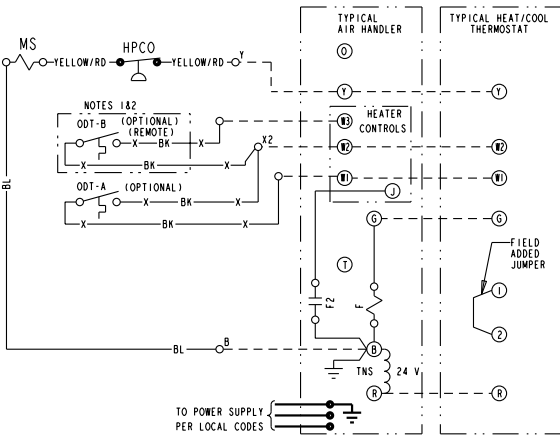 TYPICAL
AIR HANDLER
TYPICAL HEAT/COOL
THERMOSTAT
MS
HPCO
O
YELLOW/RD
YELLOW/RD
Y
Y
Y
NOTES 1&2
ODT-B
(OPTIONAL)
(REMOTE)
X
BK
X
X
BK
X
X2
W3
HEATER
CONTROLS
W2
W2
ODT-A
(OPTIONAL)
W1
W1
J
X
BK
X
X
BK
X
BL
G
G
FIELD
ADDED
JUMPER
T
1
F2
F
2
BL
B
B
TNS
24 V
R
R
TO POWER SUPPLY
PER LOCAL CODES